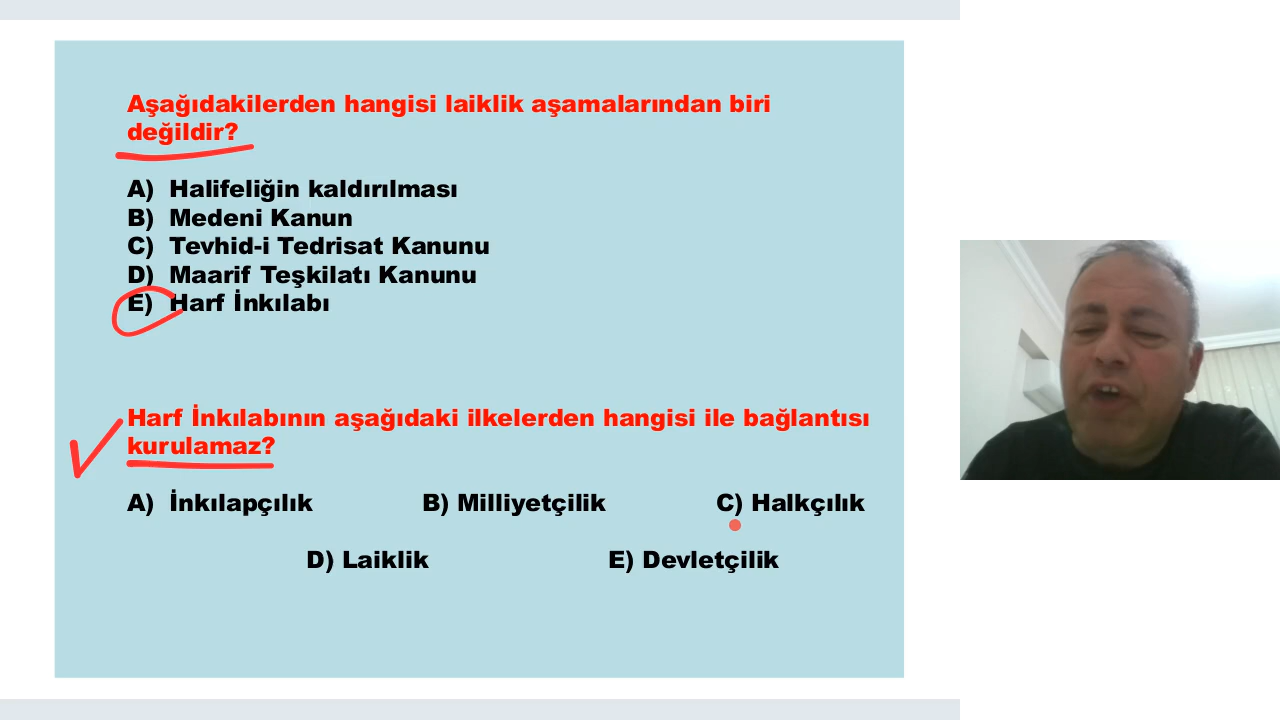 Aşağıdakilerden hangisi laiklik aşamalarından biri
değildir?
A) Halifeliğin kaldırılması
B) Medeni Kanun
C) Tevhid-i Tedrisat Kanunu
D) Maarif Teşkilatı Kanunu
E) Harf İnkılabı
Harf İnkılabının aşağıdaki ilkelerden hangisi ile bağlantısı
kurulamaz?
A) İnkılapçılık B) Milliyetçilik C) Halkçılık
D) Laiklik E) Devletçilik